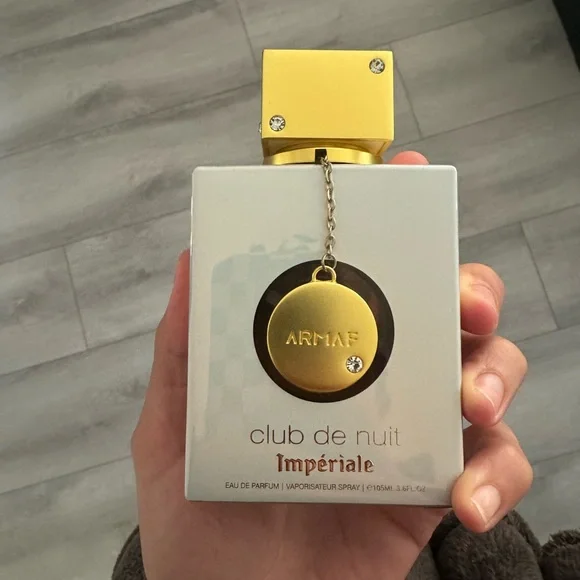 ARMAF
club de nuit
Impériale
EAU DE PARFUM | VAPORISATEUR SPRAY | ℮105ML 3.6FL.OZ